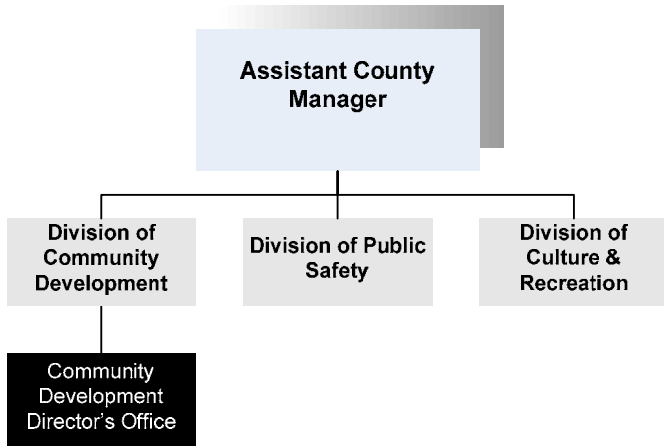 Assistant County
Manager
Division of
Community
Development
Division of Public
Safety
Division of
Culture &
Recreation
Community
Development
Director's Office